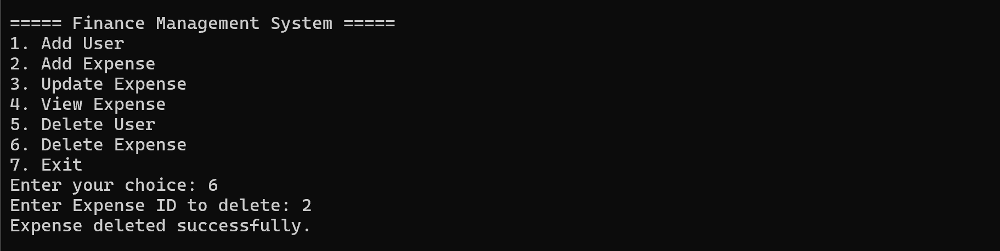 ===== Finance Management System =====
1. Add User
2. Add Expense
3. Update Expense
4. View Expense
5. Delete User
6. Delete Expense
7. Exit
Enter your choice: 6
Enter Expense ID to delete: 2
Expense deleted successfully.